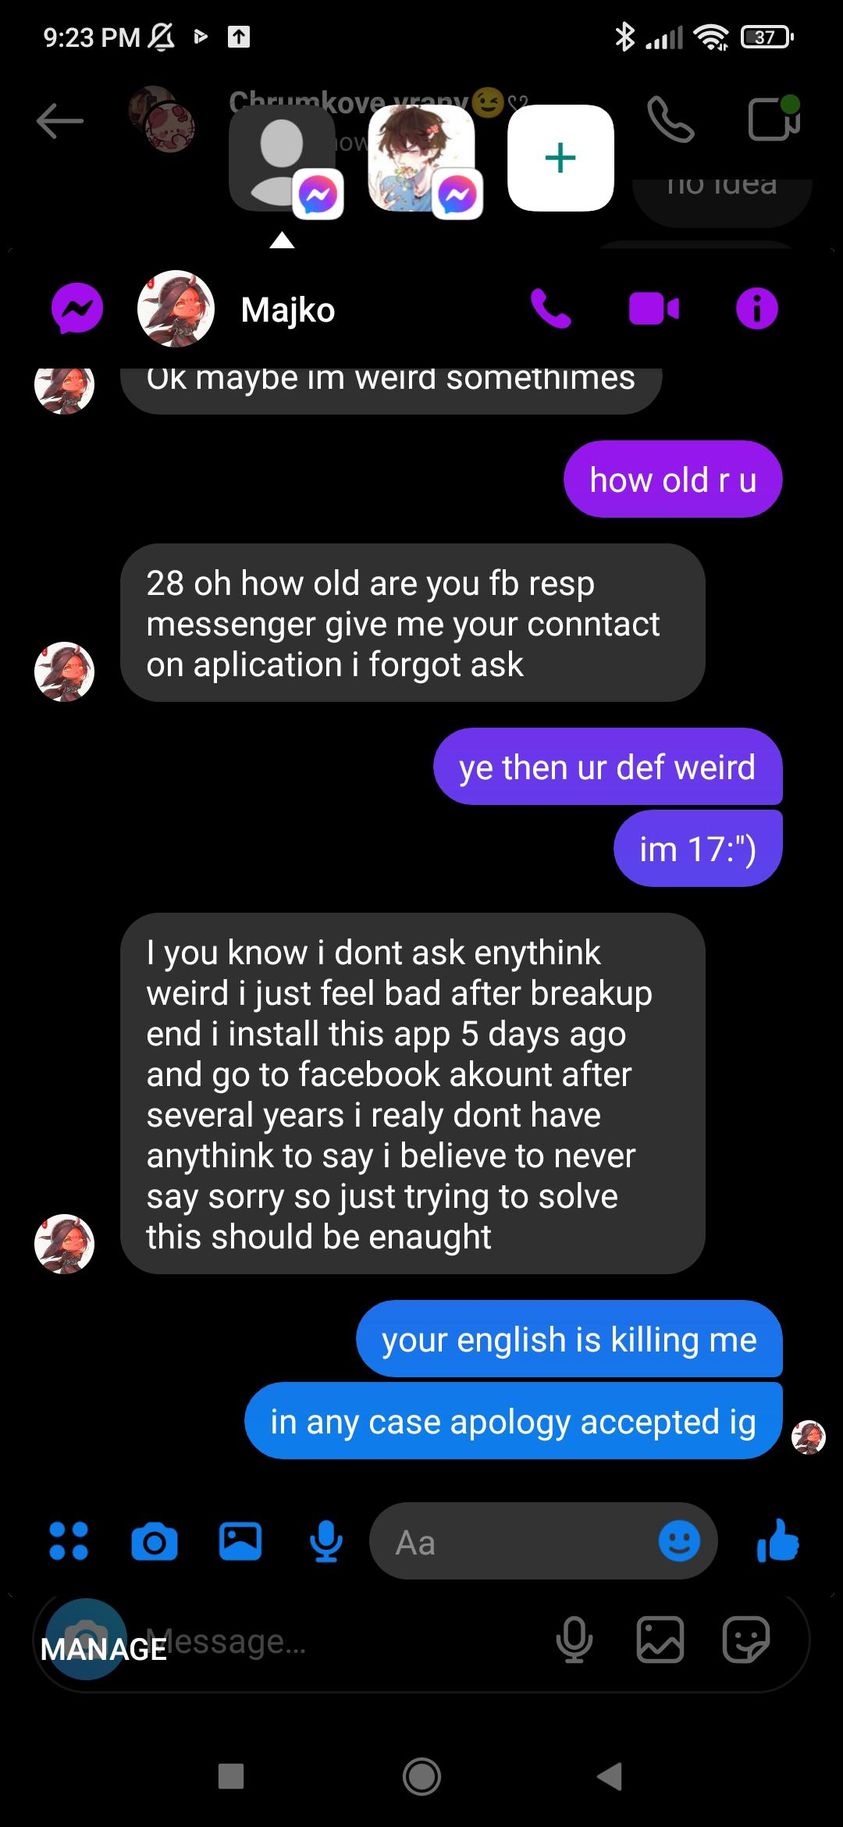 9:23 PM
37
Chrumkove vrany😉
no idea
Majko
Ok maybe im weird somethimes
how old r u
28 oh how old are you fb resp
messenger give me your conntact
on aplication i forgot ask
ye then ur def weird
im 17:")
I you know i dont ask enythink
weird i just feel bad after breakup
end i install this app 5 days ago
and go to facebook akount after
several years i realy dont have
anythink to say i believe to never
say sorry so just trying to solve
this should be enaught
your english is killing me
in any case apology accepted ig
Aa
MANAGE
Message...